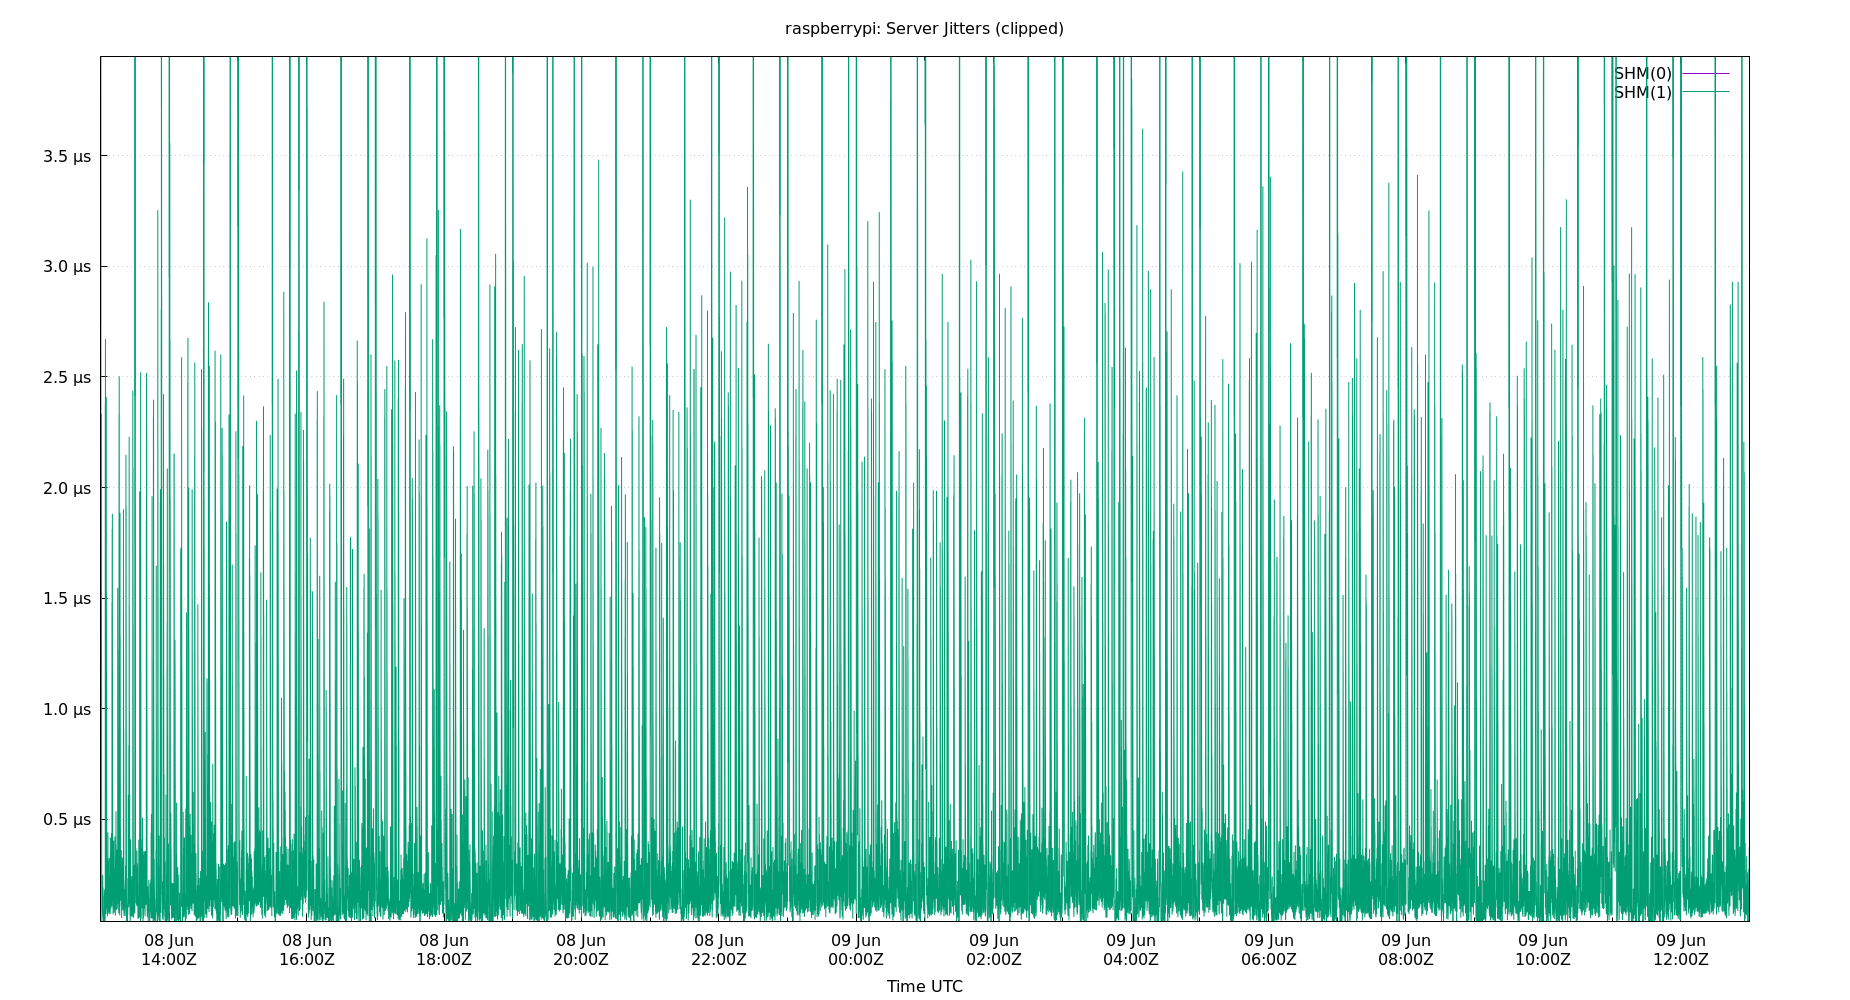 raspberrypi: Server Jitters (clipped)
SHM(0)
SHM(1)
3.5 µs
3.0 µs
2.5 µs
2.0 µs
1.5 µs
1.0 µs
0.5 µs
08 Jun 08 Jun 08 Jun 08 Jun 08 Jun 09 Jun 09 Jun 09 Jun 09 Jun 09 Jun 09 Jun 09 Jun
14:00Z 16:00Z 18:00Z 20:00Z 22:00Z 00:00Z 02:00Z 04:00Z 06:00Z 08:00Z 10:00Z 12:00Z
Time UTC